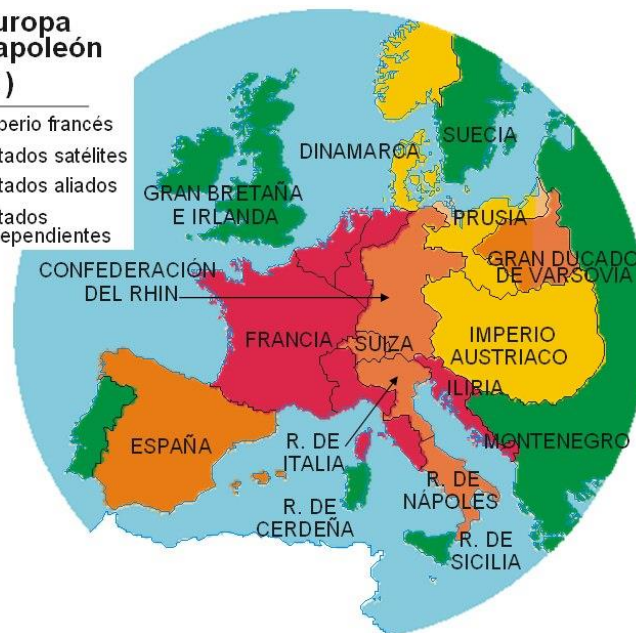 uropa
apoleón
)
perio francés
tados satélites
tados aliados
tados
ependientes
DINAMARCA
SUECIA
GRAN BRETAÑA
E IRLANDA
PRUSIA
GRAN DUCADO
DE VARSOVIA
CONFEDERACIÓN
DEL RHIN
FRANCIA
SUIZA
IMPERIO
AUSTRIACO
ILIRIA
ESPAÑA
R. DE
ITALIA
MONTENEGRO
R. DE
NÁPOLES
R. DE
CERDEÑA
R. DE
SICILIA